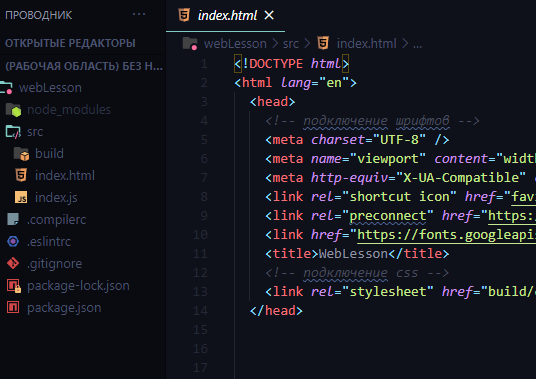 ПРОВОДНИК
ОТКРЫТЫЕ РЕДАКТОРЫ
(РАБОЧАЯ ОБЛАСТЬ) БЕЗ Н...
webLesson
node_modules
src
build
index.html
index.js
.compilerc
.eslintrc
.gitignore
package-lock.json
package.json
index.html
webLesson > src > index.html > ...
1 <!DOCTYPE html>
2 <html lang="en">
3 <head>
4 <!-- подключение шрифтов -->
5 <meta charset="UTF-8" />
6 <meta name="viewport" content="width
7 <meta http-equiv="X-UA-Compatible"
8 <link rel="shortcut icon" href="favi
9 <link rel="preconnect" href="https:
10 <link href="https://fonts.googleapis
11 <title>WebLesson</title>
12 <!-- подключение css -->
13 <link rel="stylesheet" href="build/
14 </head>
15
16
17